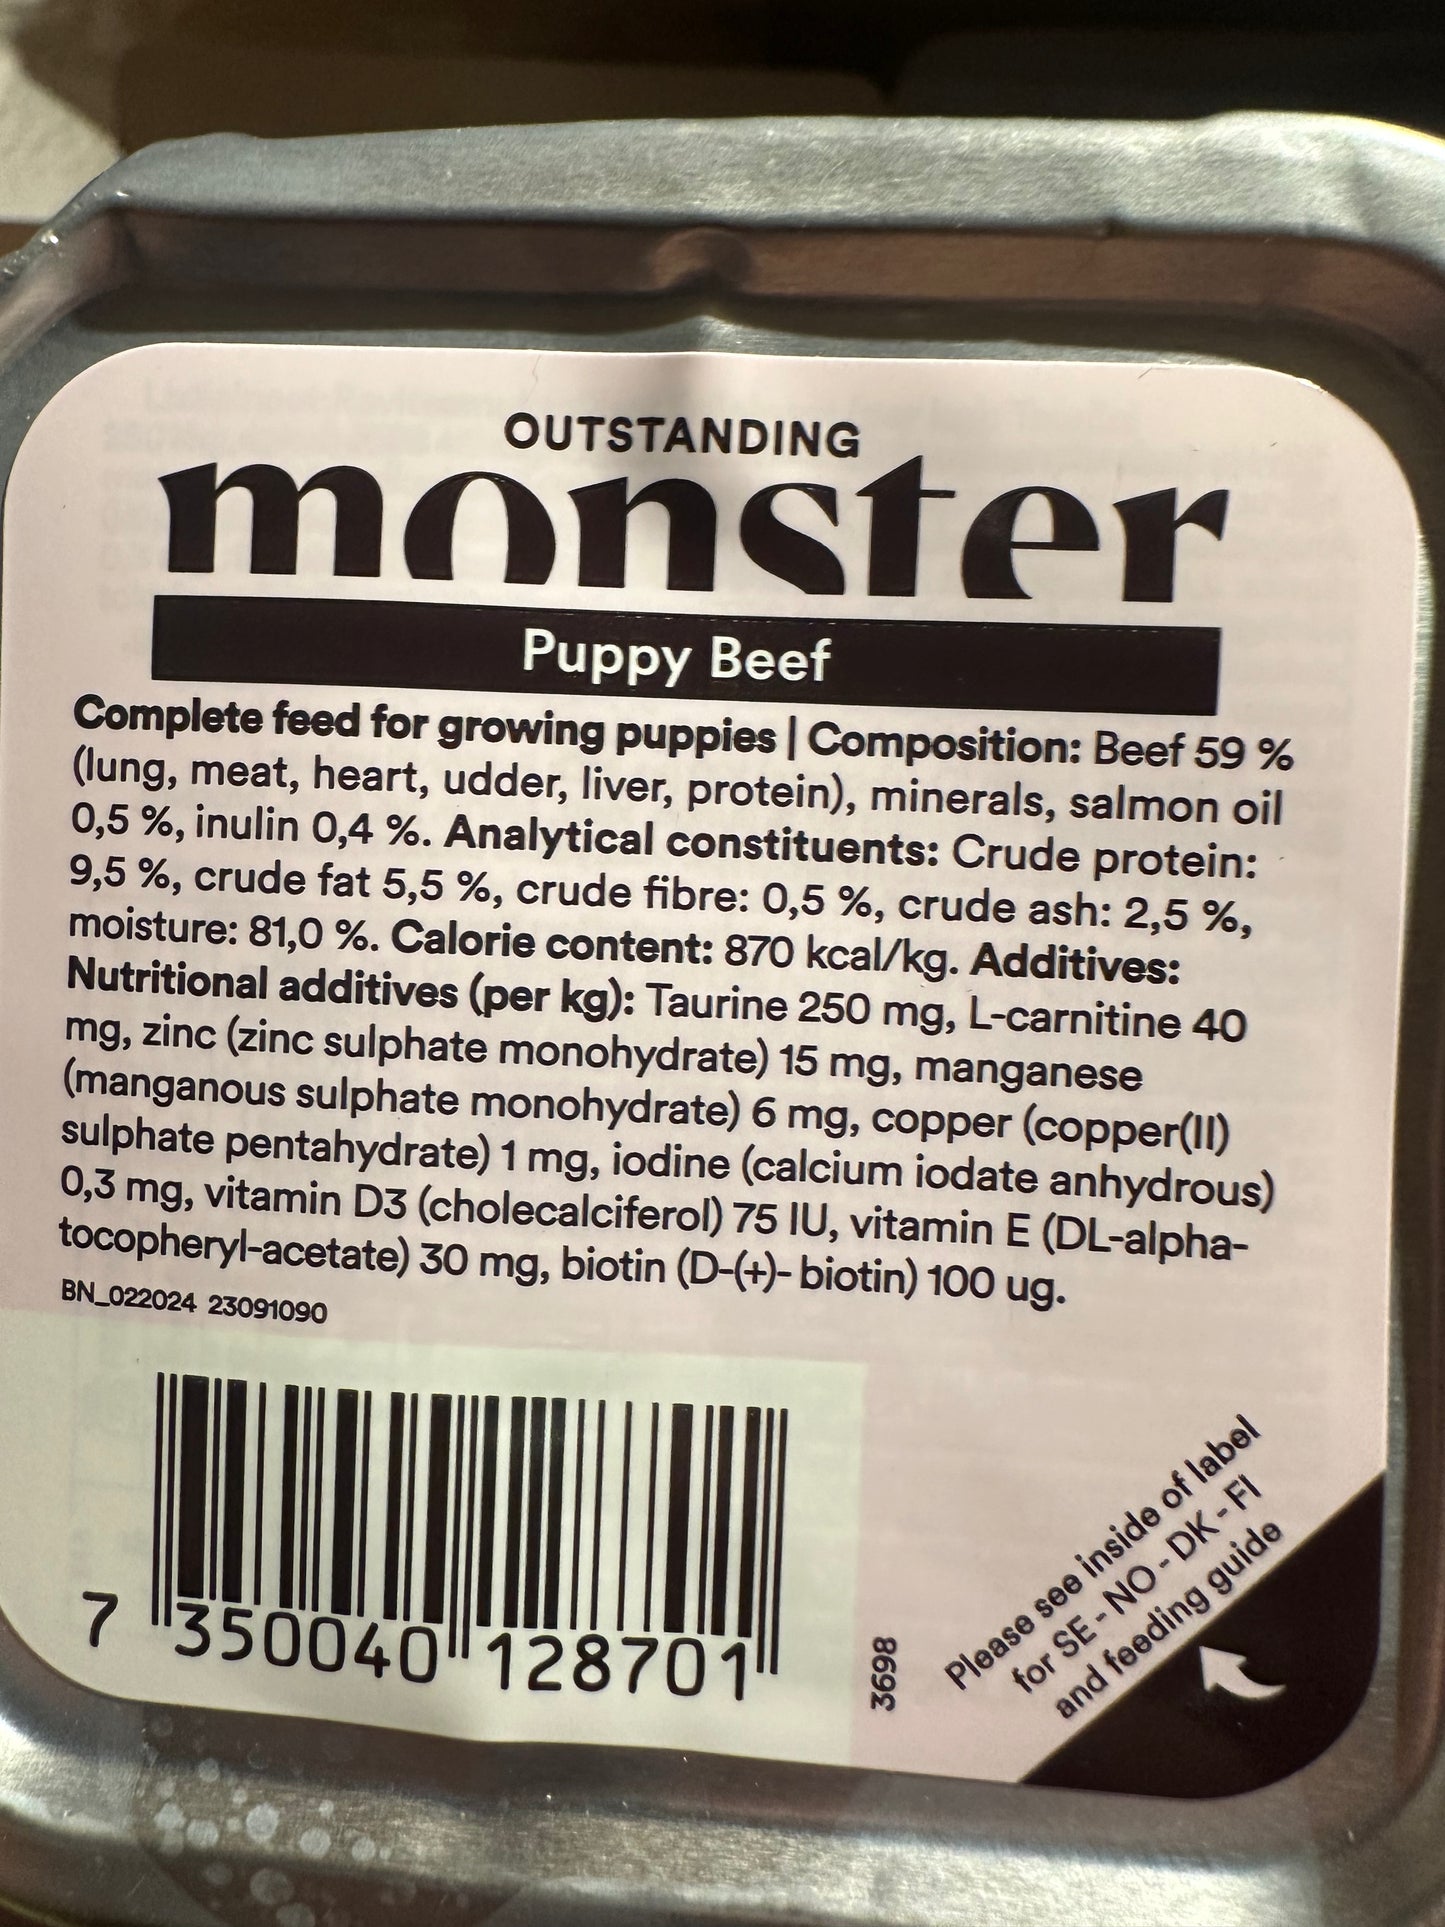 OUTSTANDING
monster
Puppy Beef
Complete feed for growing puppies | Composition: Beef 59 %
(lung, meat, heart, udder, liver, protein), minerals, salmon oil
0,5 %, inulin 0,4 %. Analytical constituents: Crude protein:
9,5 %, crude fat 5,5 %, crude fibre: 0,5 %, crude ash: 2,5 %,
moisture: 81,0 %. Calorie content: 870 kcal/kg. Additives:
Nutritional additives (per kg): Taurine 250 mg, L-carnitine 40
mg, zinc (zinc sulphate monohydrate) 15 mg, manganese
(manganous sulphate monohydrate) 6 mg, copper (copper(II)
sulphate pentahydrate) 1 mg, iodine (calcium iodate anhydrous)
0,3 mg, vitamin D3 (cholecalciferol) 75 IU, vitamin E (DL-alpha-
tocopheryl-acetate) 30 mg, biotin (D-(+)- biotin) 100 ug.
BN_022024 23091090
7 350040 128701
3698
Please see inside of label
for SE - NO - DK - FI
and feeding guide